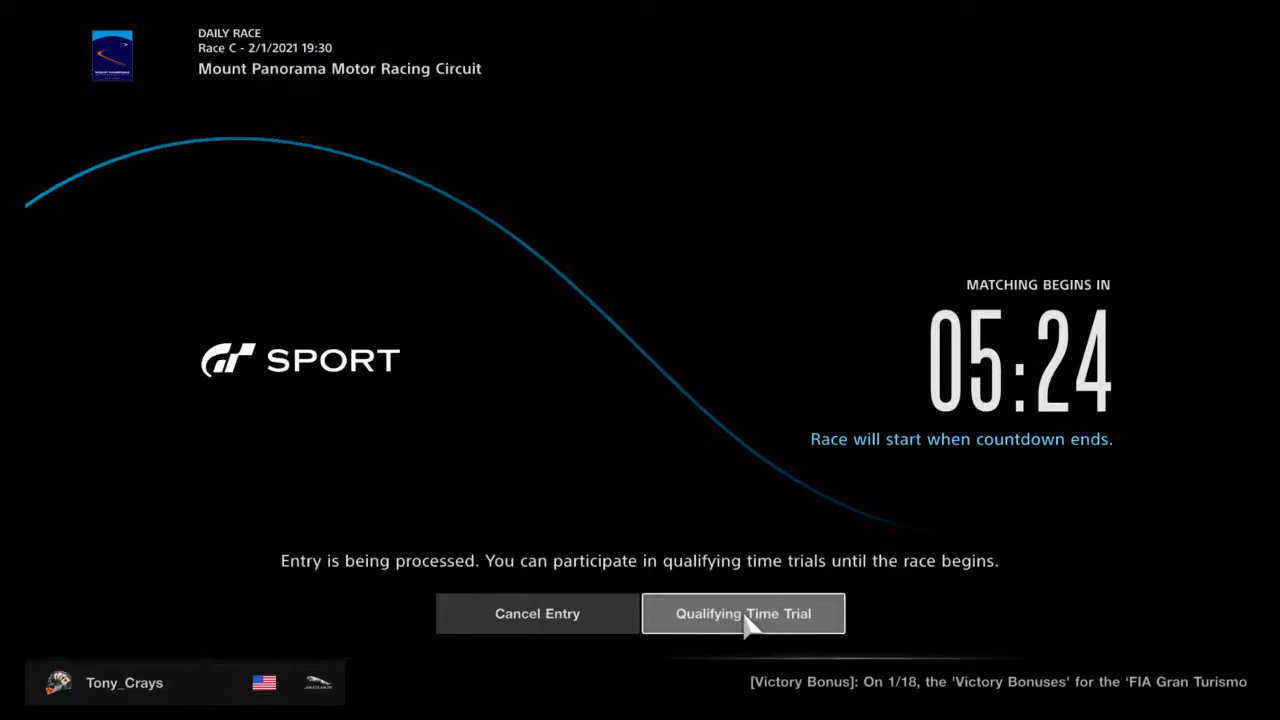 DAILY RACE
Race C - 2/1/2021 19:30
Mount Panorama Motor Racing Circuit
MATCHING BEGINS IN
05:24
GT SPORT
Race will start when countdown ends.
Entry is being processed. You can participate in qualifying time trials until the race begins.
Cancel Entry
Qualifying Time Trial
Tony_Crays
JAGUAR
[Victory Bonus]: On 1/18, the 'Victory Bonuses' for the ‘FIA Gran Turismo